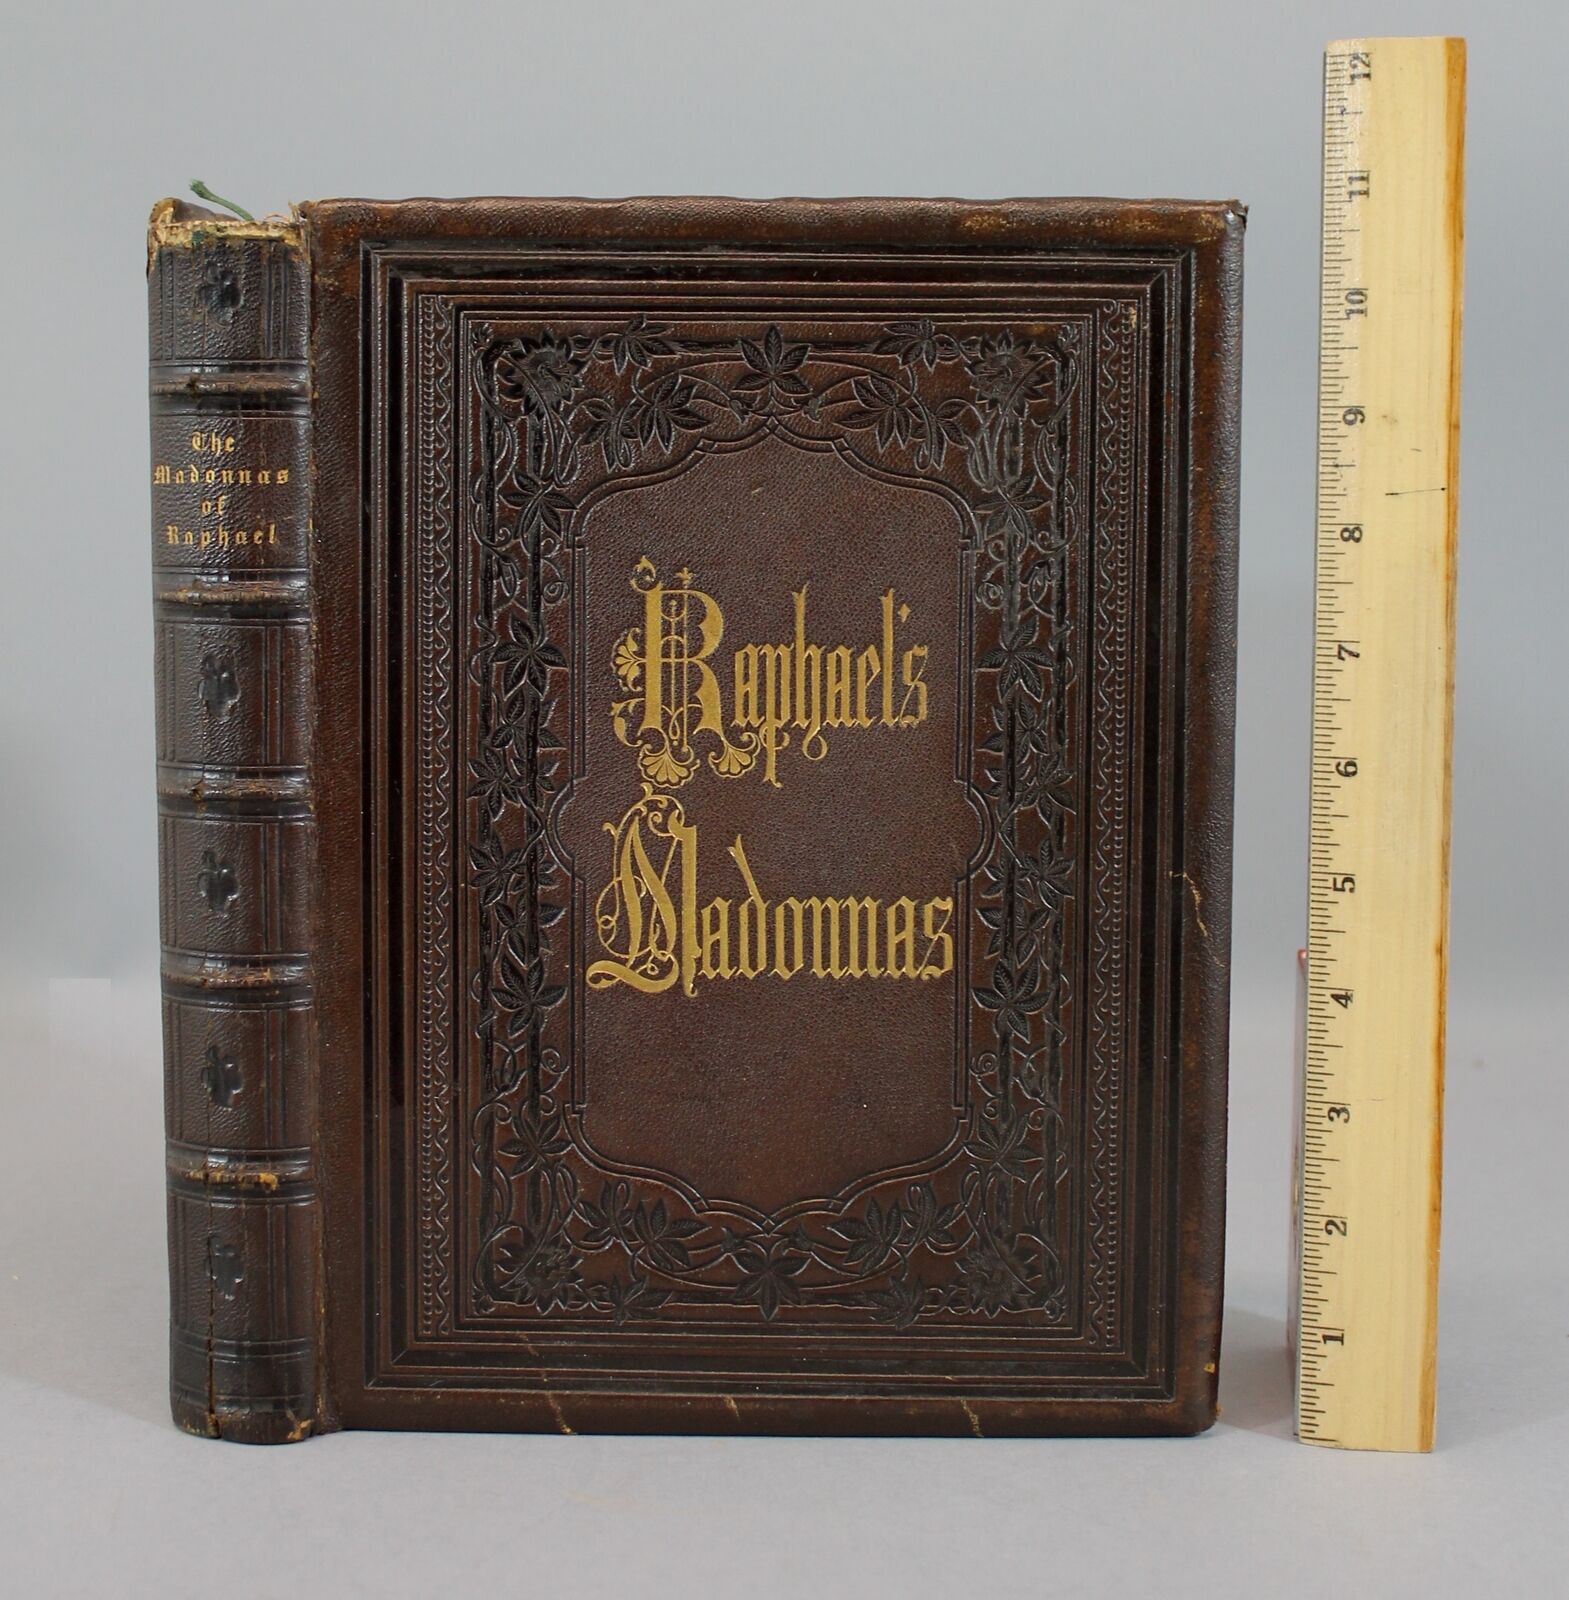 The
Madonnas
of
Raphael
Raphael's
Madonnas
12
11
10
9
8
7
6
5
4
3
2
1